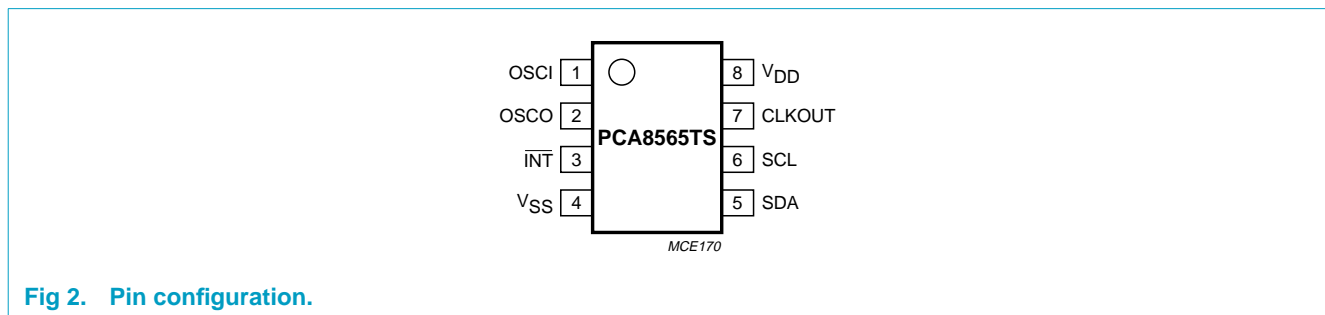 OSCI 1 8 VDD
OSCO 2 7 CLKOUT
PCA8565TS
INT 3 6 SCL
VSS 4 5 SDA
MCE170
Fig 2. Pin configuration.